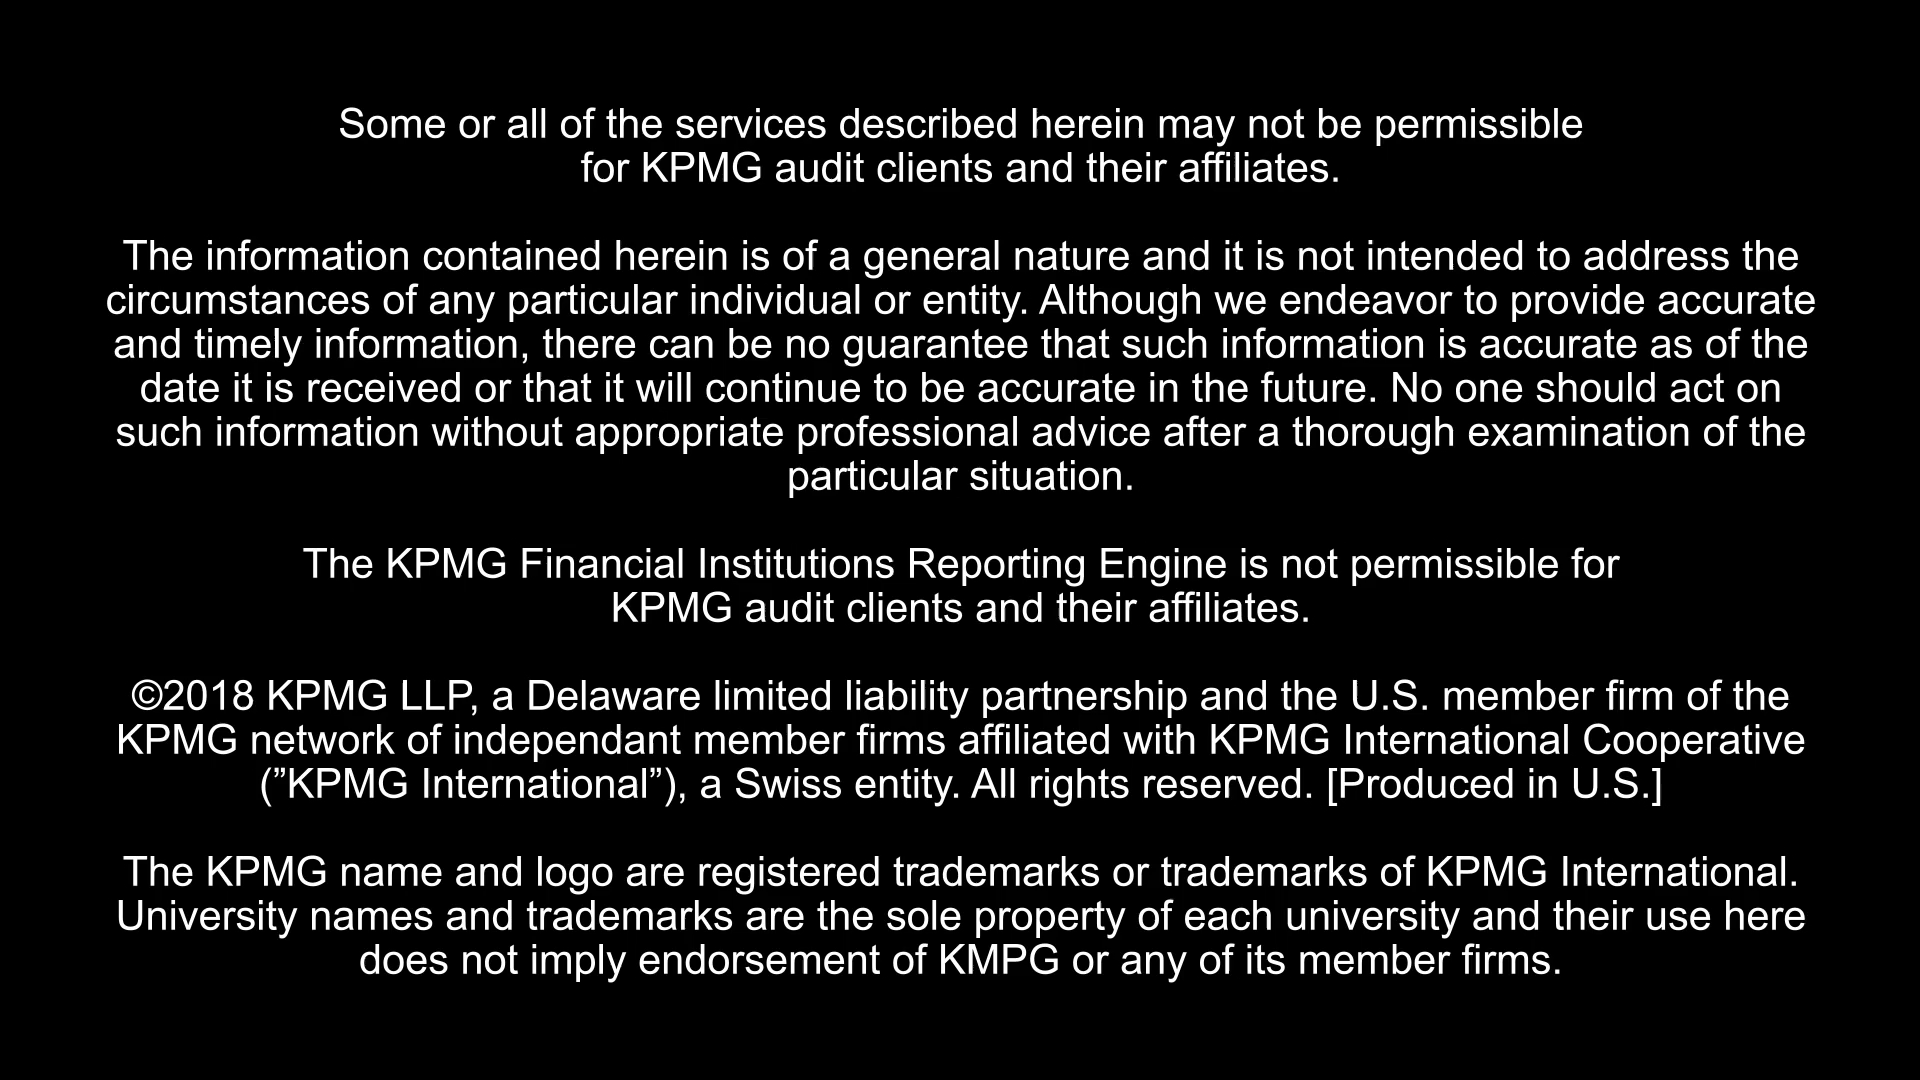 Some or all of the services described herein may not be permissible
for KPMG audit clients and their affiliates.
The information contained herein is of a general nature and it is not intended to address the
circumstances of any particular individual or entity. Although we endeavor to provide accurate
and timely information, there can be no guarantee that such information is accurate as of the
date it is received or that it will continue to be accurate in the future. No one should act on
such information without appropriate professional advice after a thorough examination of the
particular situation.
The KPMG Financial Institutions Reporting Engine is not permissible for
KPMG audit clients and their affiliates.
©2018 KPMG LLP, a Delaware limited liability partnership and the U.S. member firm of the
KPMG network of independant member firms affiliated with KPMG International Cooperative
(”KPMG International”), a Swiss entity. All rights reserved. [Produced in U.S.]
The KPMG name and logo are registered trademarks or trademarks of KPMG International.
University names and trademarks are the sole property of each university and their use here
does not imply endorsement of KMPG or any of its member firms.